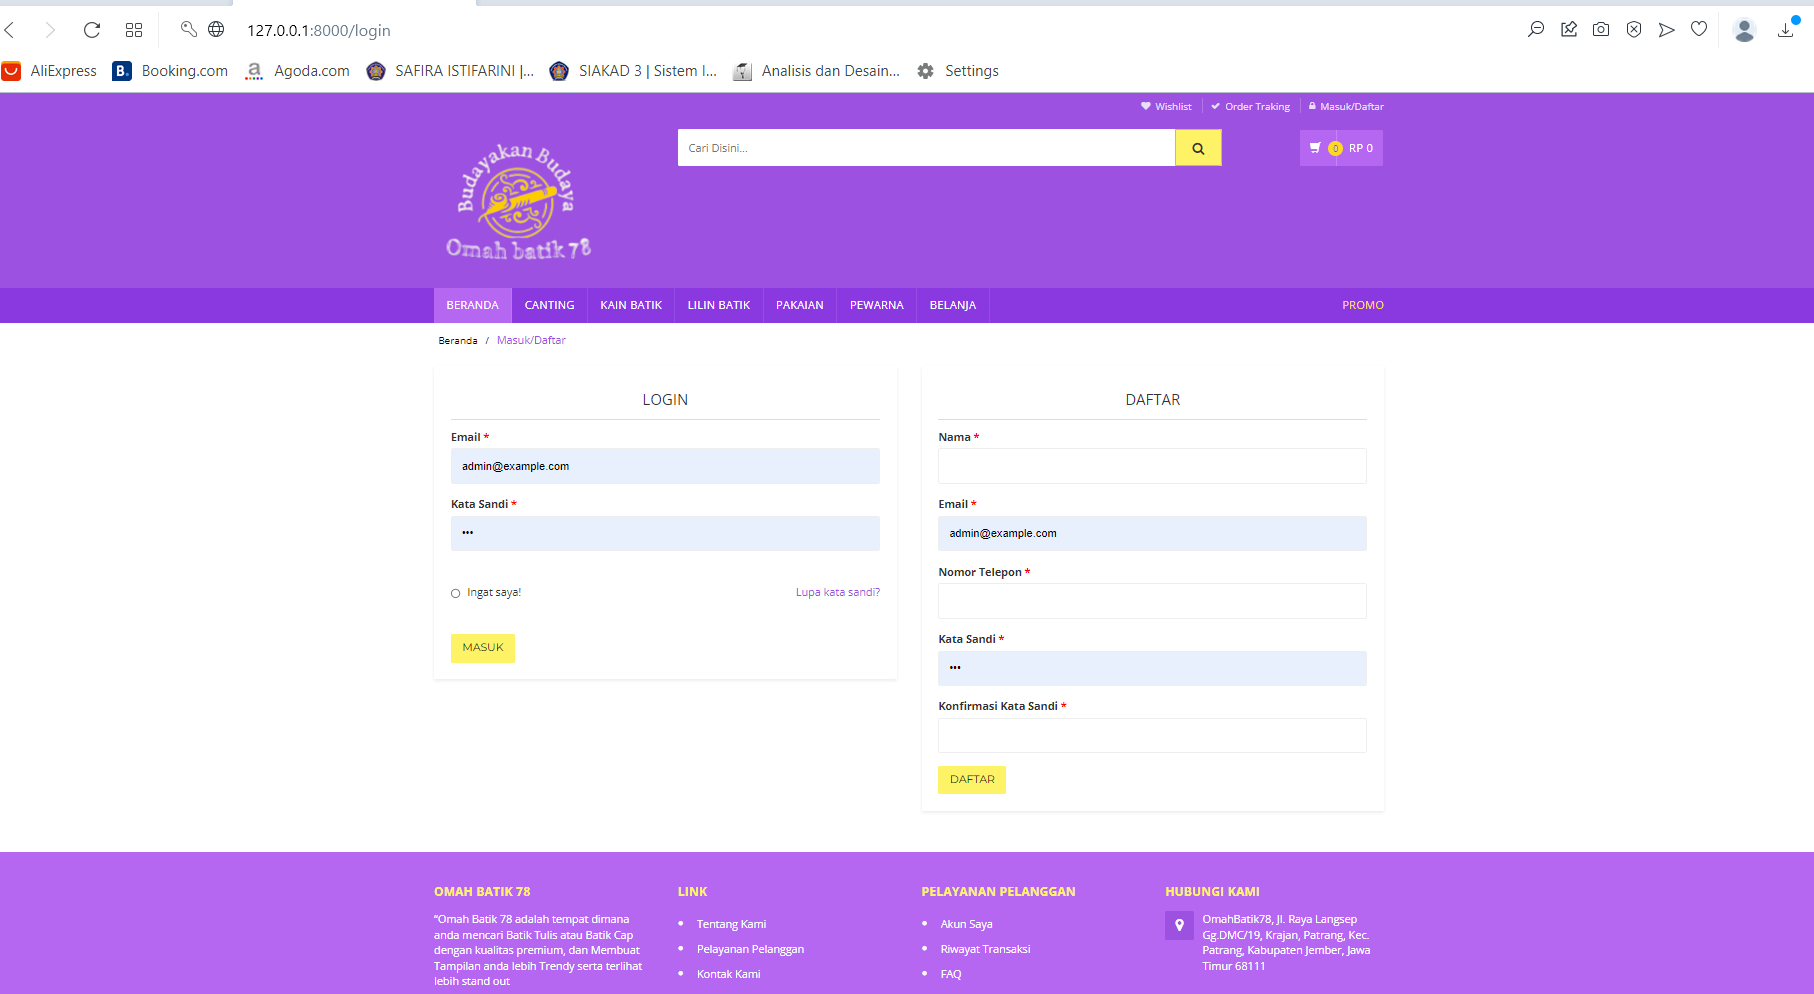 127.0.0.1:8000/login
AliExpress
Booking.com
Agoda.com
SAFIRA ISTIFARINI |...
SIAKAD 3 | Sistem I...
Analisis dan Desain...
Settings
Wishlist
Order Traking
Masuk/Daftar
Budayakan Budaya
Omah batik 78
Cari Disini...
0
RP 0
BERANDA
CANTING
KAIN BATIK
LILIN BATIK
PAKAIAN
PEWARNA
BELANJA
PROMO
Beranda / Masuk/Daftar
LOGIN
Email *
admin@example.com
Kata Sandi *
•••
Ingat saya!
Lupa kata sandi?
MASUK
DAFTAR
Nama *
Email *
admin@example.com
Nomor Telepon *
Kata Sandi *
•••
Konfirmasi Kata Sandi *
DAFTAR
OMAH BATIK 78
“Omah Batik 78 adalah tempat dimana
anda mencari Batik Tulis atau Batik Cap
dengan kualitas premium, dan Membuat
Tampilan anda lebih Trendy serta terlihat
lebih stand out
LINK
Tentang Kami
Pelayanan Pelanggan
Kontak Kami
PELAYANAN PELANGGAN
Akun Saya
Riwayat Transaksi
FAQ
HUBUNGI KAMI
OmahBatik78, Jl. Raya Langsep
Gg.DMC/19, Krajan, Patrang, Kec.
Patrang, Kabupaten Jember, Jawa
Timur 68111